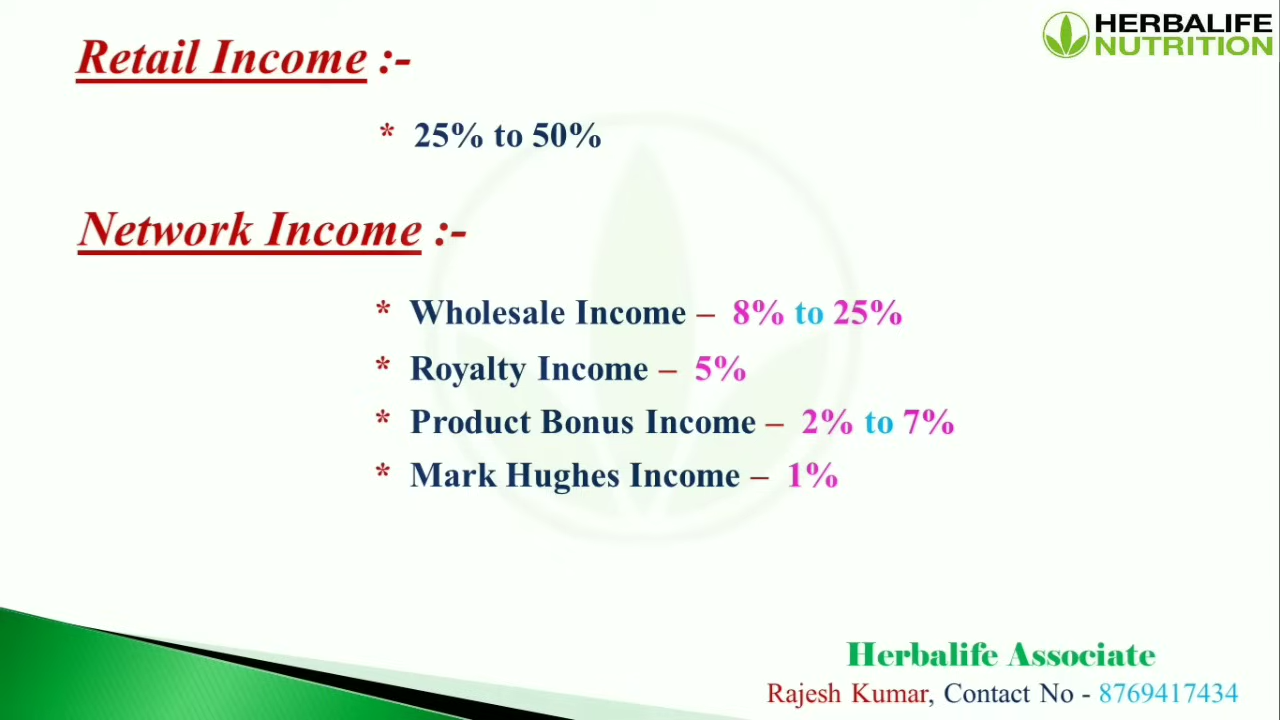 HERBALIFE
NUTRITION
Retail Income :-
* 25% to 50%
Network Income :-
* Wholesale Income – 8% to 25%
* Royalty Income – 5%
* Product Bonus Income – 2% to 7%
* Mark Hughes Income – 1%
Herbalife Associate
Rajesh Kumar, Contact No - 8769417434